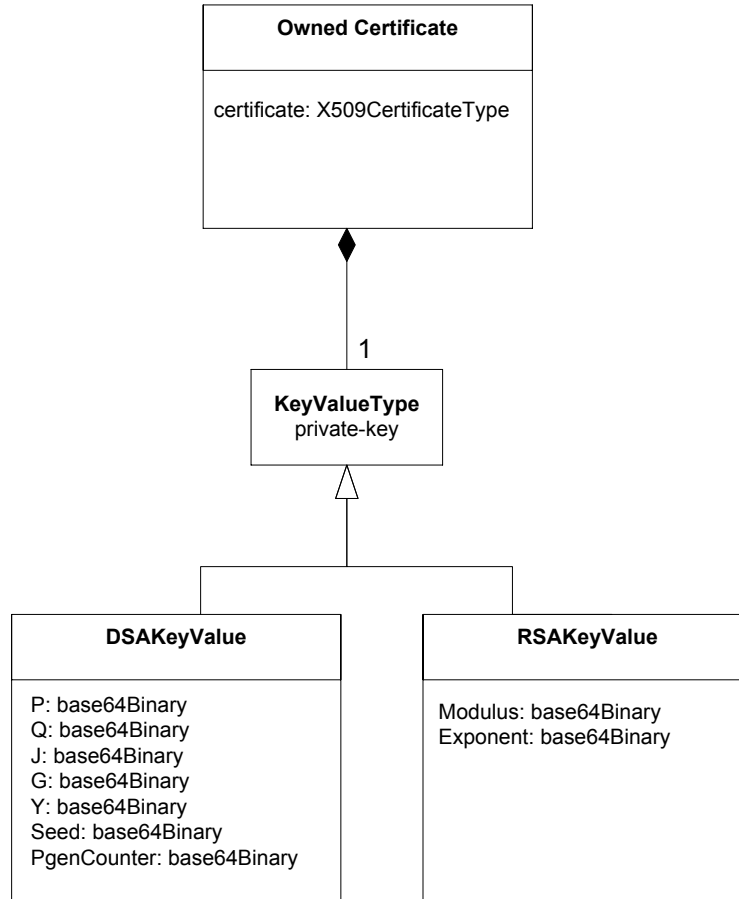 Owned Certificate
certificate: X509CertificateType
1
KeyValueType
private-key
DSAKeyValue
P: base64Binary
Q: base64Binary
J: base64Binary
G: base64Binary
Y: base64Binary
Seed: base64Binary
PgenCounter: base64Binary
RSAKeyValue
Modulus: base64Binary
Exponent: base64Binary